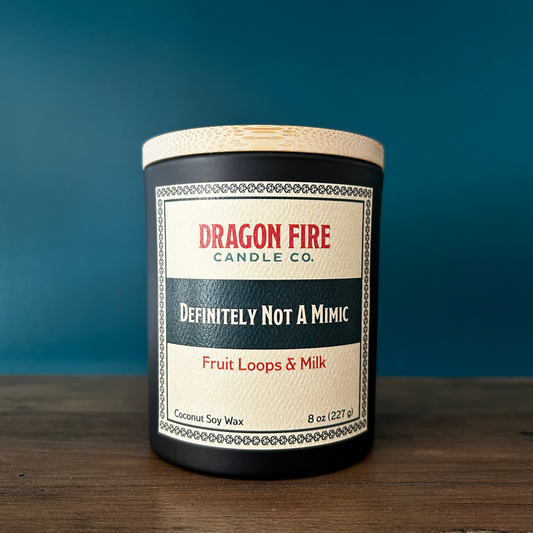 DRAGON FIRE
CANDLE CO.
DEFINITELY NOT A MIMIC
Fruit Loops & Milk
Coconut Soy Wax 8 oz (227 g)